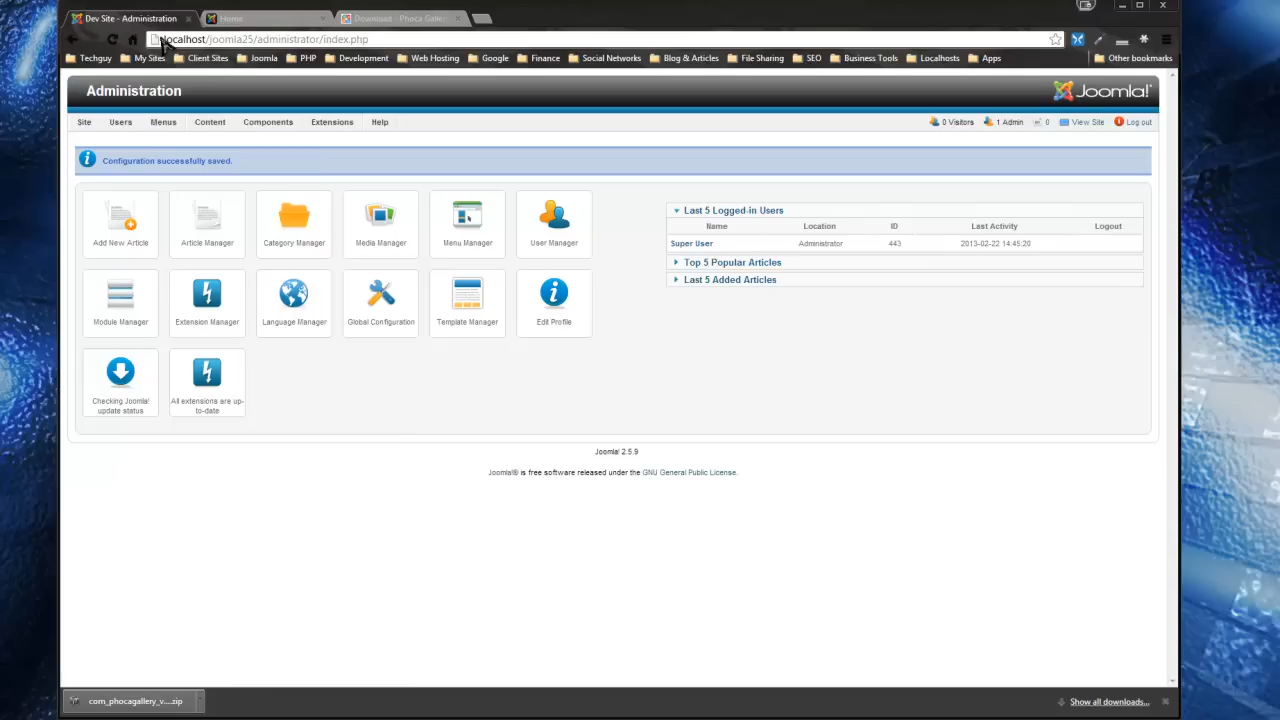 Dev Site - Administration
Home
Download - Phoca Galler
localhost/joomla25/administrator/index.php
Techguy My Sites Client Sites Joomla PHP Development Web Hosting Google Finance Social Networks Blog & Articles File Sharing SEO Business Tools Localhosts Apps Other bookmarks
Administration
Joomla!
Site Users Menus Content Components Extensions Help
0 Visitors 1 Admin 0 View Site Log out
Configuration successfully saved.
Add New Article
Article Manager
Category Manager
Media Manager
Menu Manager
User Manager
Module Manager
Extension Manager
Language Manager
Global Configuration
Template Manager
Edit Profile
Checking Joomla!
update status
All extensions are up-
to-date
Last 5 Logged-in Users
Name Location ID Last Activity Logout
Super User Administrator 443 2013-02-22 14:45:20
Top 5 Popular Articles
Last 5 Added Articles
Joomla! 2.5.9
Joomla!® is free software released under the GNU General Public License.
com_phocagallery_v....zip
Show all downloads...